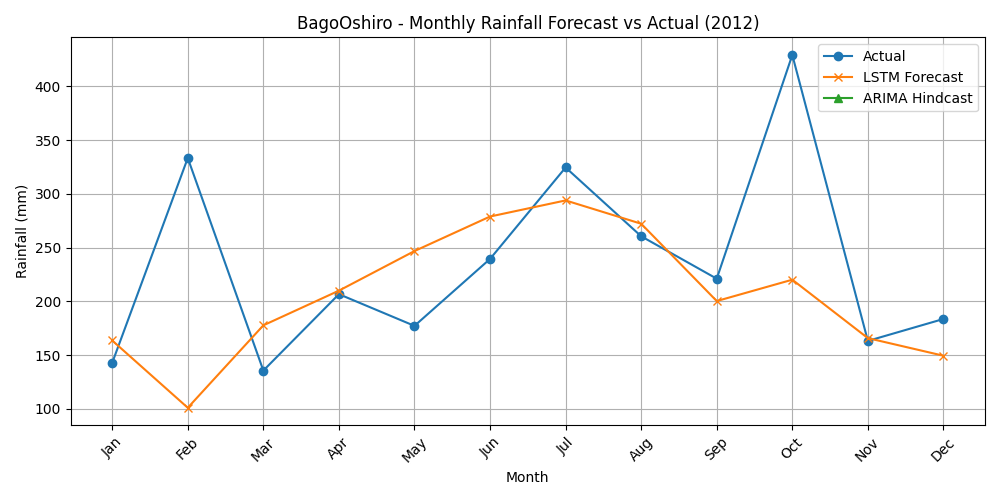 BagoOshiro - Monthly Rainfall Forecast vs Actual (2012)
Actual
LSTM Forecast
ARIMA Hindcast
Rainfall (mm)
400
350
300
250
200
150
100
Jan
Feb
Mar
Apr
May
Jun
Jul
Aug
Sep
Oct
Nov
Dec
Month